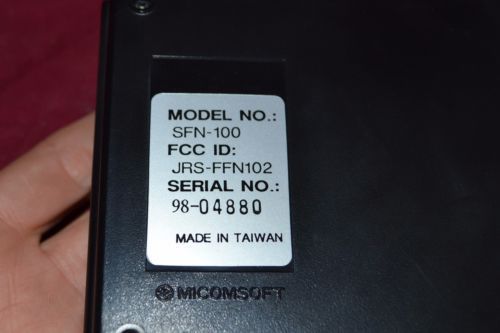 MODEL NO.:
SFN-100
FCC ID:
JRS-FFN102
SERIAL NO.:
98-04880
MADE IN TAIWAN
MICOMSOFT